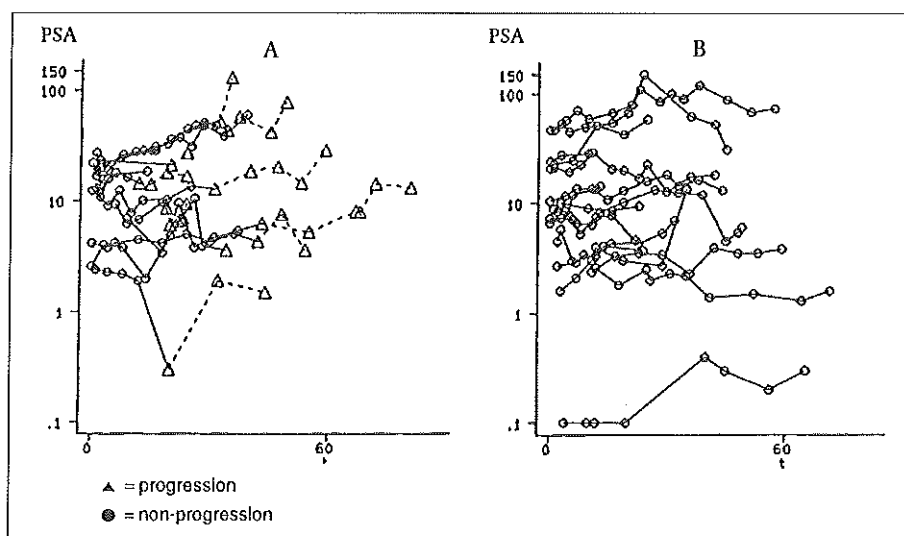 PSA
A
150
100
10
1
.1
0
60
PSA
B
150
100
10
1
.1
0
60
t
▲ = progression
● = non-progression